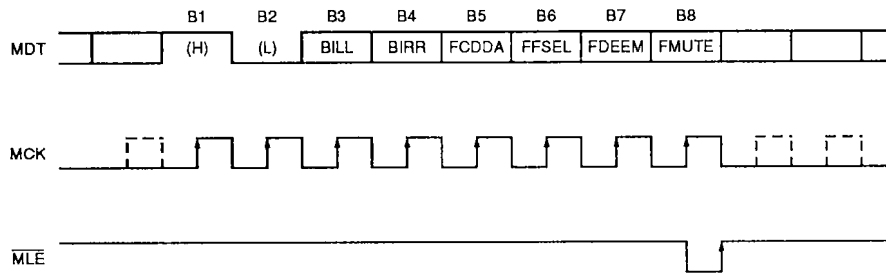 B1 B2 B3 B4 B5 B6 B7 B8
MDT (H) (L) BILL BIRR FCDDA FFSEL FDEEM FMUTE
MCK
MLE